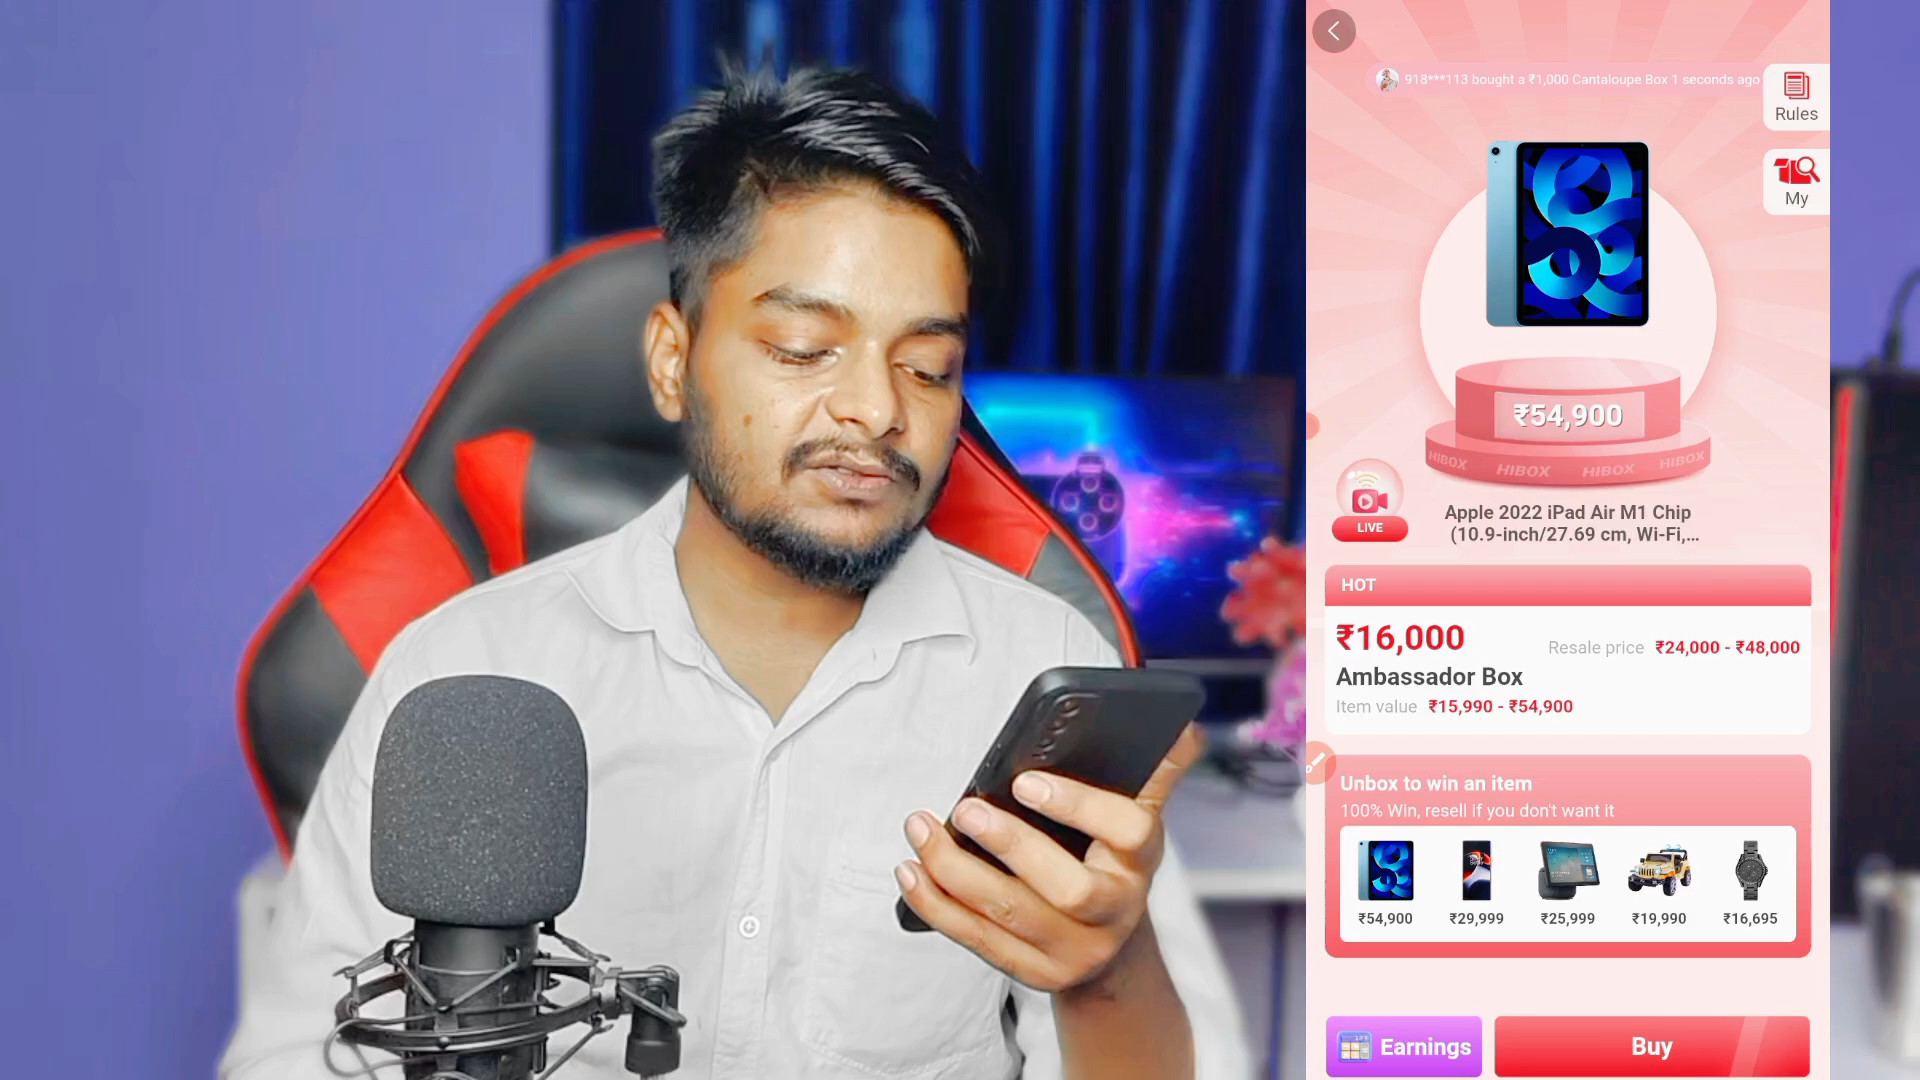 918***113 bought a ₹1,000 Cantaloupe Box 1 seconds ago
Rules
My
₹54,900
HIBOX HIBOX HIBOX HIBOX
LIVE
Apple 2022 iPad Air M1 Chip
(10.9-inch/27.69 cm, Wi-Fi,...
HOT
₹16,000
Resale price ₹24,000 - ₹48,000
Ambassador Box
Item value ₹15,990 - ₹54,900
Unbox to win an item
100% Win, resell if you don't want it
₹54,900 ₹29,999 ₹25,999 ₹19,990 ₹16,695
Earnings
Buy